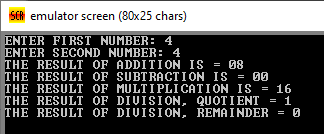 emulator screen (80x25 chars)
ENTER FIRST NUMBER: 4
ENTER SECOND NUMBER: 4
THE RESULT OF ADDITION IS = 08
THE RESULT OF SUBTRACTION IS = 00
THE RESULT OF MULTIPLICATION IS = 16
THE RESULT OF DIVISION, QUOTIENT = 1
THE RESULT OF DIVISION, REMAINDER = 0